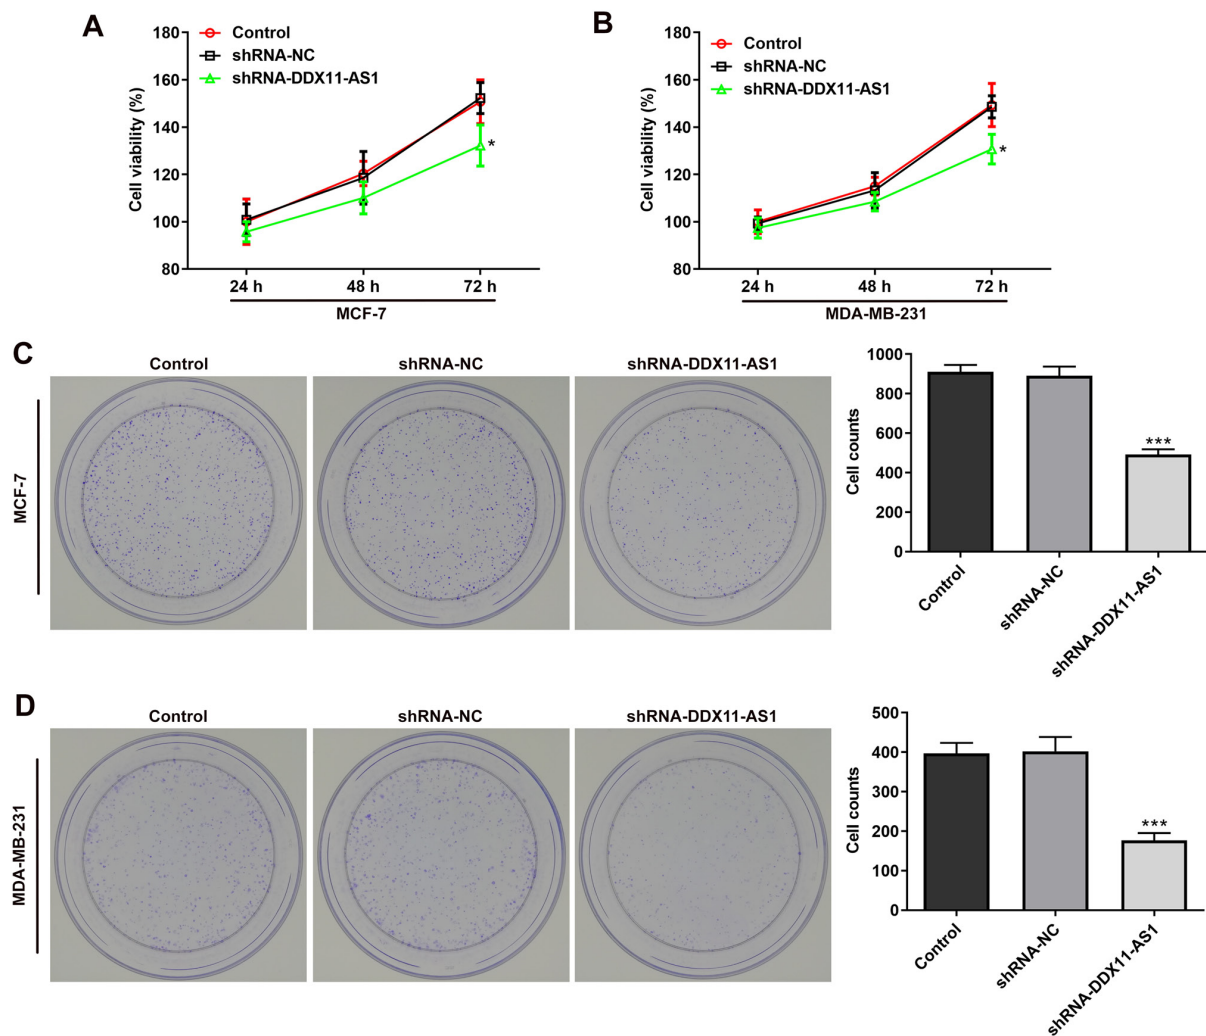 A
Control
shRNA-NC
shRNA-DDX11-AS1
Cell viability (%)
180
160
140
120
100
80
*
24 h
48 h
72 h
MCF-7
B
Control
shRNA-NC
shRNA-DDX11-AS1
Cell viability (%)
180
160
140
120
100
80
*
24 h
48 h
72 h
MDA-MB-231
C
Control
shRNA-NC
shRNA-DDX11-AS1
MCF-7
Cell counts
1000
800
600
400
200
0
***
Control
shRNA-NC
shRNA-DDX11-AS1
D
Control
shRNA-NC
shRNA-DDX11-AS1
MDA-MB-231
Cell counts
500
400
300
200
100
0
***
Control
shRNA-NC
shRNA-DDX11-AS1